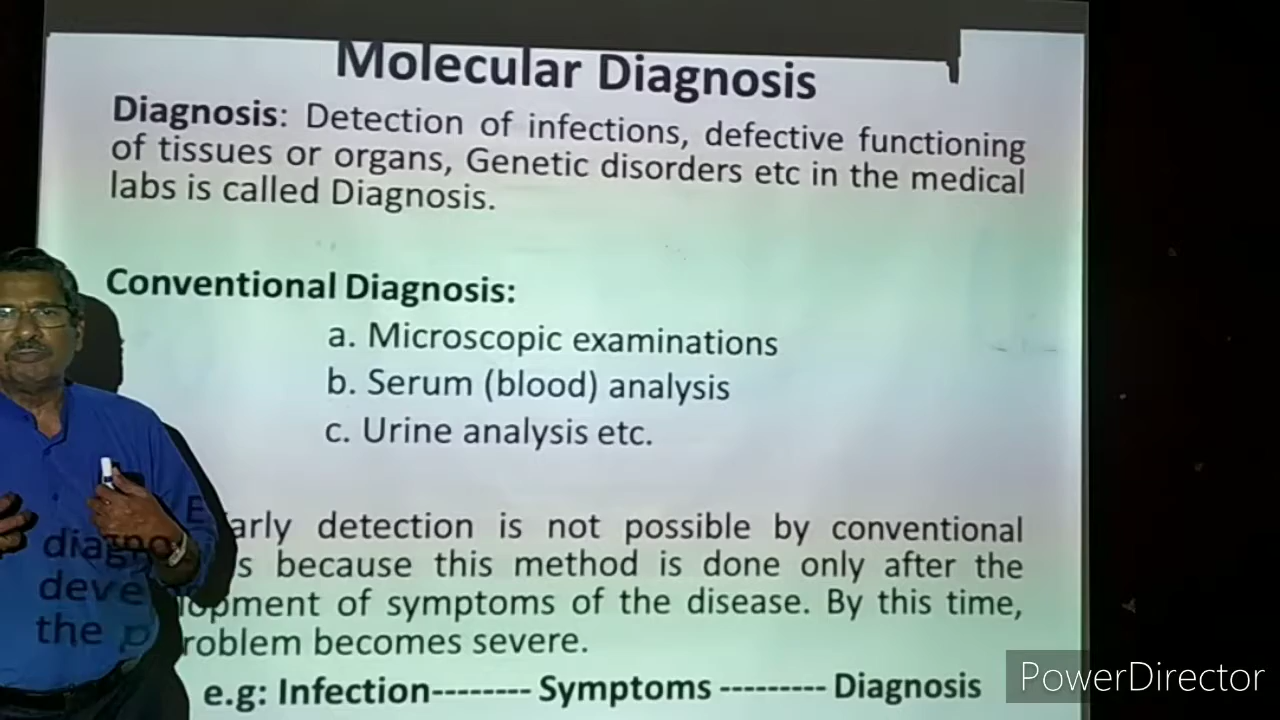 Molecular Diagnosis
Diagnosis: Detection of infections, defective functioning
of tissues or organs, Genetic disorders etc in the medical
labs is called Diagnosis.
Conventional Diagnosis:
a. Microscopic examinations
b. Serum (blood) analysis
c. Urine analysis etc.
Early detection is not possible by conventional
diagnosis because this method is done only after the
development of symptoms of the disease. By this time,
the problem becomes severe.
e.g: Infection-------- Symptoms --------- Diagnosis
PowerDirector